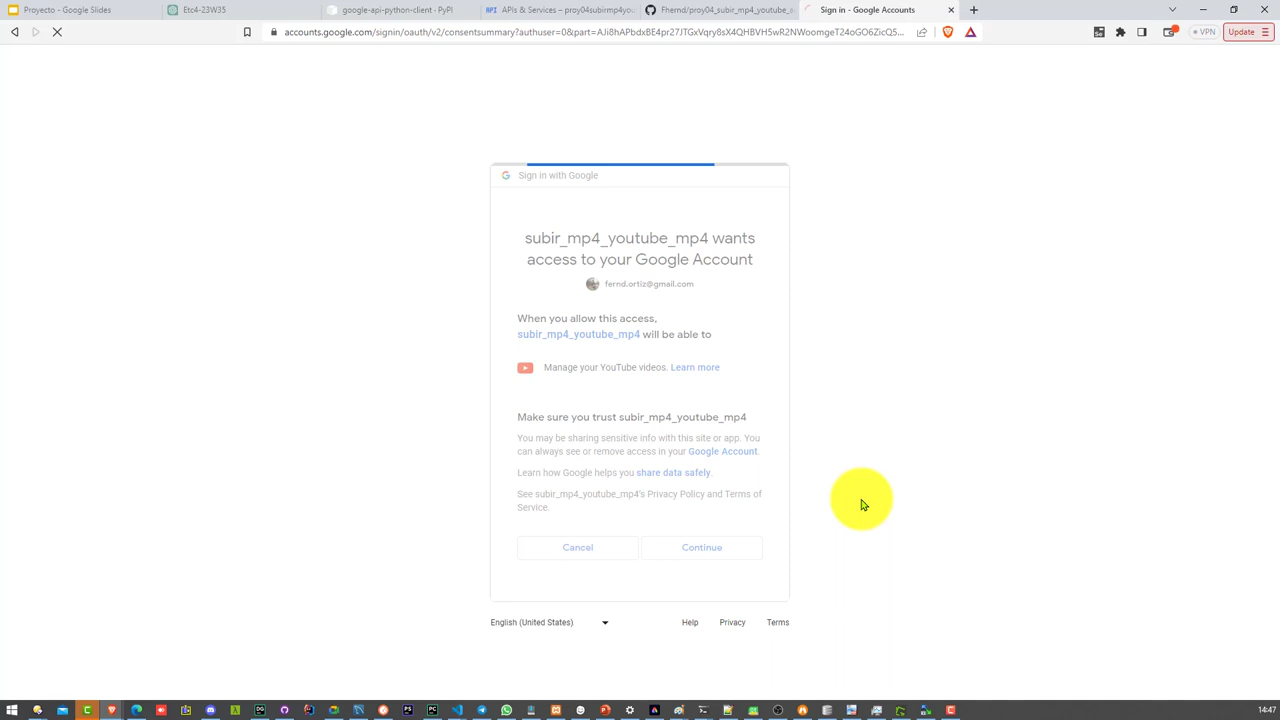 Proyecto - Google Slides
Etc4-23W35
google-api-python-client · PyPI
API APIs & Services – proy04subirmp4you
Fhernd/proy04_subir_mp4_youtube_s
Sign in - Google Accounts
accounts.google.com/signin/oauth/v2/consentsummary?authuser=0&part=AJi8hAPbdxBE4pr27JTGxVqry8sX4QHBVH5wR2NWoomgeT24oGO6ZicQ5...
VPN
Update
Sign in with Google
subir_mp4_youtube_mp4 wants
access to your Google Account
fernd.ortiz@gmail.com
When you allow this access,
subir_mp4_youtube_mp4 will be able to
Manage your YouTube videos. Learn more
Make sure you trust subir_mp4_youtube_mp4
You may be sharing sensitive info with this site or app. You
can always see or remove access in your Google Account.
Learn how Google helps you share data safely.
See subir_mp4_youtube_mp4's Privacy Policy and Terms of
Service.
Cancel
Continue
English (United States)
Help
Privacy
Terms
14:47